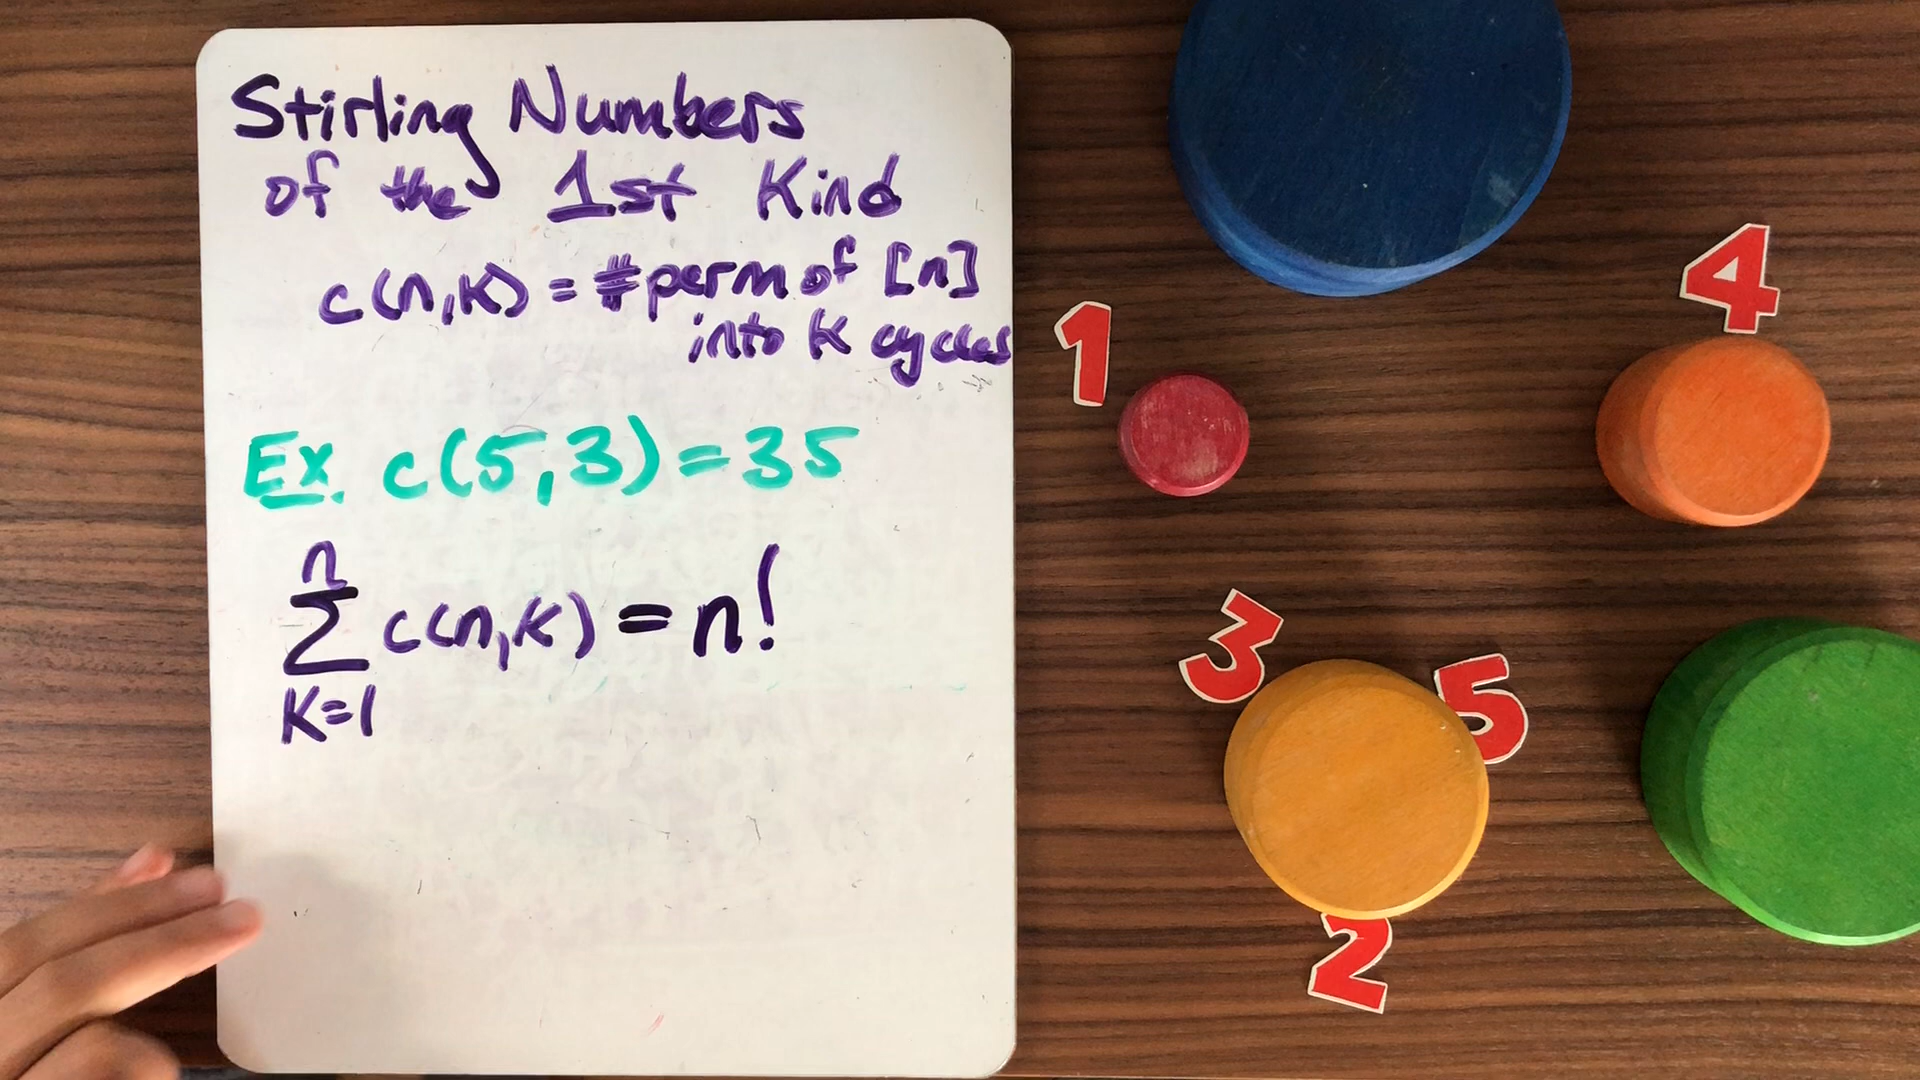 Stirling Numbers
of the 1st Kind
c(n,k) = #perm of [n]
into k cycles
Ex. c(5,3)=35
n
∑ c(n,k) = n!
k=1
1
4
3
5
2